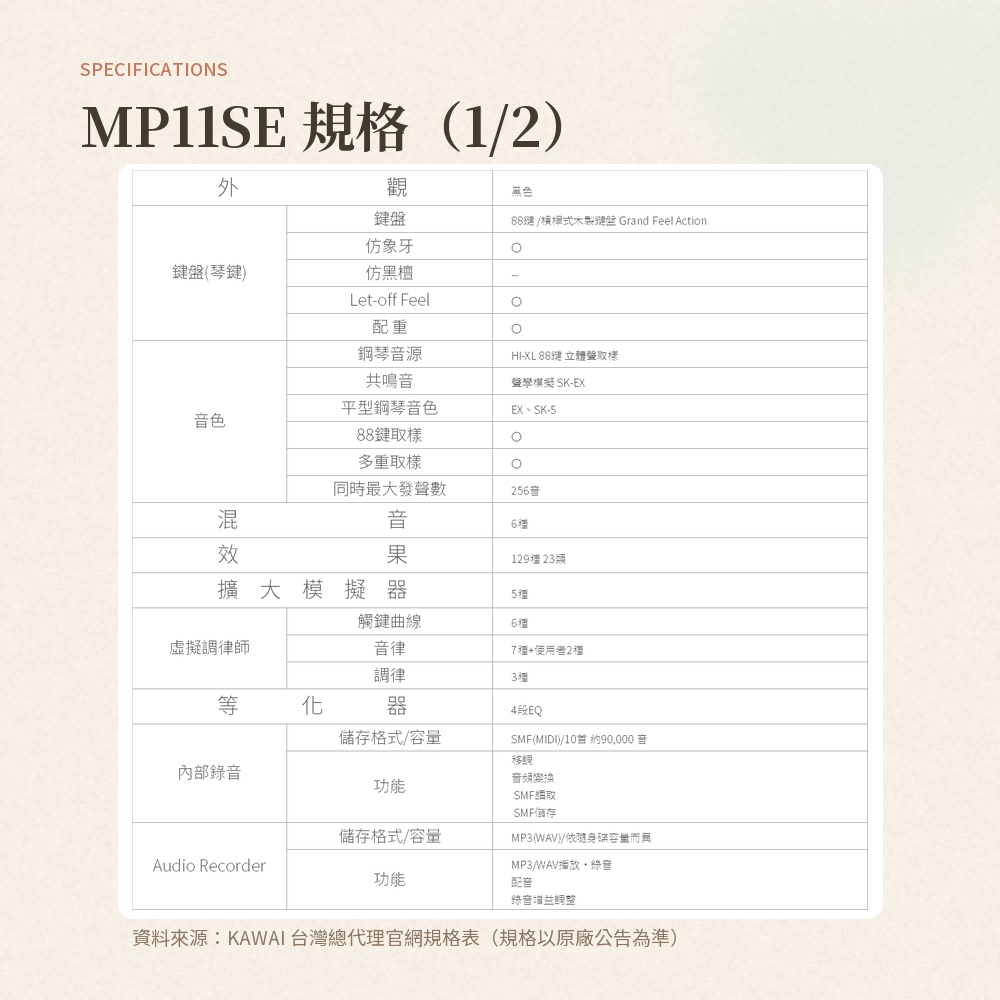 SPECIFICATIONS
MP11SE 規格（1/2）
外觀 黑色
鍵盤(琴鍵) 鍵盤 88鍵 /槓桿式木製鍵盤 Grand Feel Action
仿象牙 ○
仿黑檀 --
Let-off Feel ○
配 重 ○
音色 鋼琴音源 HI-XL 88鍵 立體聲取樣
共鳴音 聲學模擬 SK-EX
平型鋼琴音色 EX、SK-5
88鍵取樣 ○
多重取樣 ○
同時最大發聲數 256音
混音 6種
效果 129種 23類
擴大模擬器 5種
虛擬調律師 觸鍵曲線 6種
音律 7種+使用者2種
調律 3種
等化器 4段EQ
內部錄音 儲存格式/容量 SMF(MIDI)/10首 約90,000 音
功能 移調
音頻變換
SMF讀取
SMF儲存
Audio Recorder 儲存格式/容量 MP3(WAV)/依隨身碟容量而異
功能 MP3/WAV播放・錄音
配音
錄音增益調整
資料來源：KAWAI 台灣總代理官網規格表（規格以原廠公告為準）